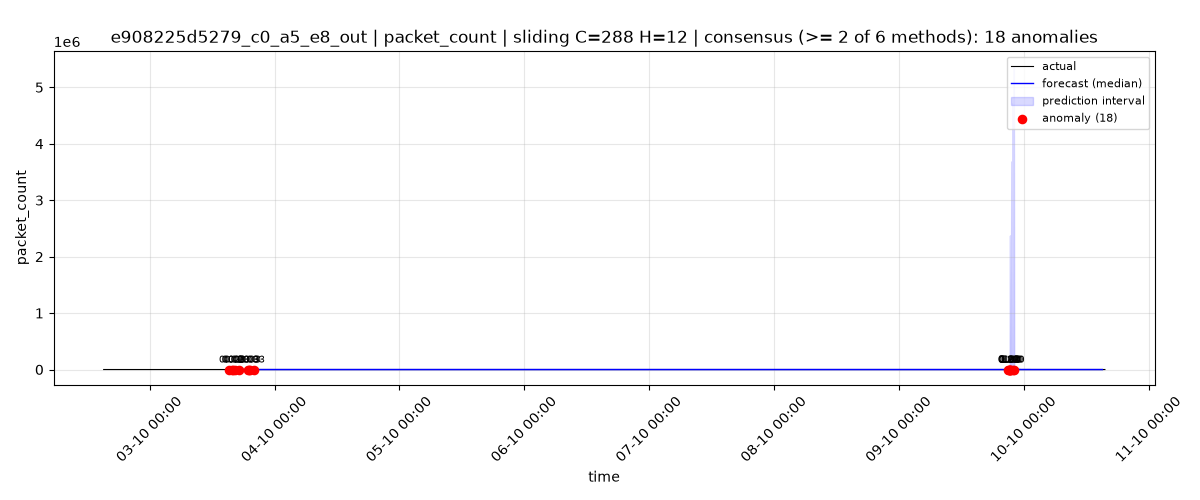 e908225d5279_c0_a5_e8_out | packet_count | sliding C=288 H=12 | consensus (>= 2 of 6 methods): 18 anomalies
1e6
5
4
3
2
1
0
packet_count
actual
forecast (median)
prediction interval
anomaly (18)
03-10 00:00
04-10 00:00
05-10 00:00
06-10 00:00
07-10 00:00
08-10 00:00
09-10 00:00
10-10 00:00
11-10 00:00
time